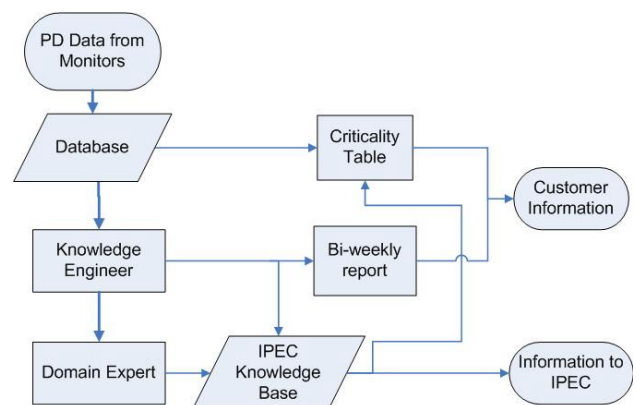 PD Data from
Monitors
Database
Criticality
Table
Customer
Information
Knowledge
Engineer
Bi-weekly
report
Domain Expert
IPEC
Knowledge
Base
Information to
IPEC